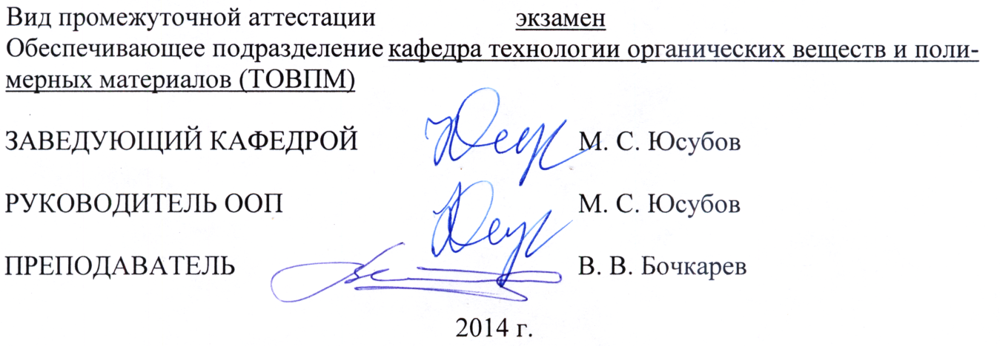 Вид промежуточной аттестации экзамен
Обеспечивающее подразделение кафедра технологии органических веществ и поли-
мерных материалов (ТОВПМ)
ЗАВЕДУЮЩИЙ КАФЕДРОЙ М. С. Юсубов
РУКОВОДИТЕЛЬ ООП М. С. Юсубов
ПРЕПОДАВАТЕЛЬ В. В. Бочкарев
2014 г.